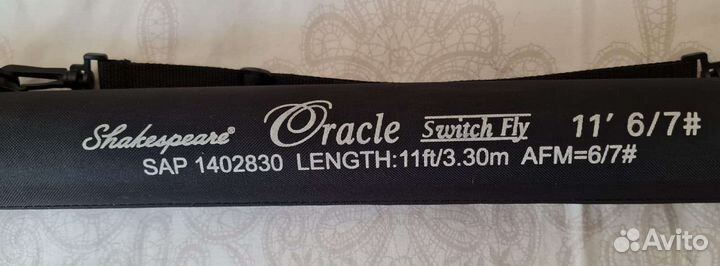 Shakespeare® Oracle Switch Fly 11' 6/7#
SAP 1402830 LENGTH:11ft/3.30m AFM=6/7#
Avito